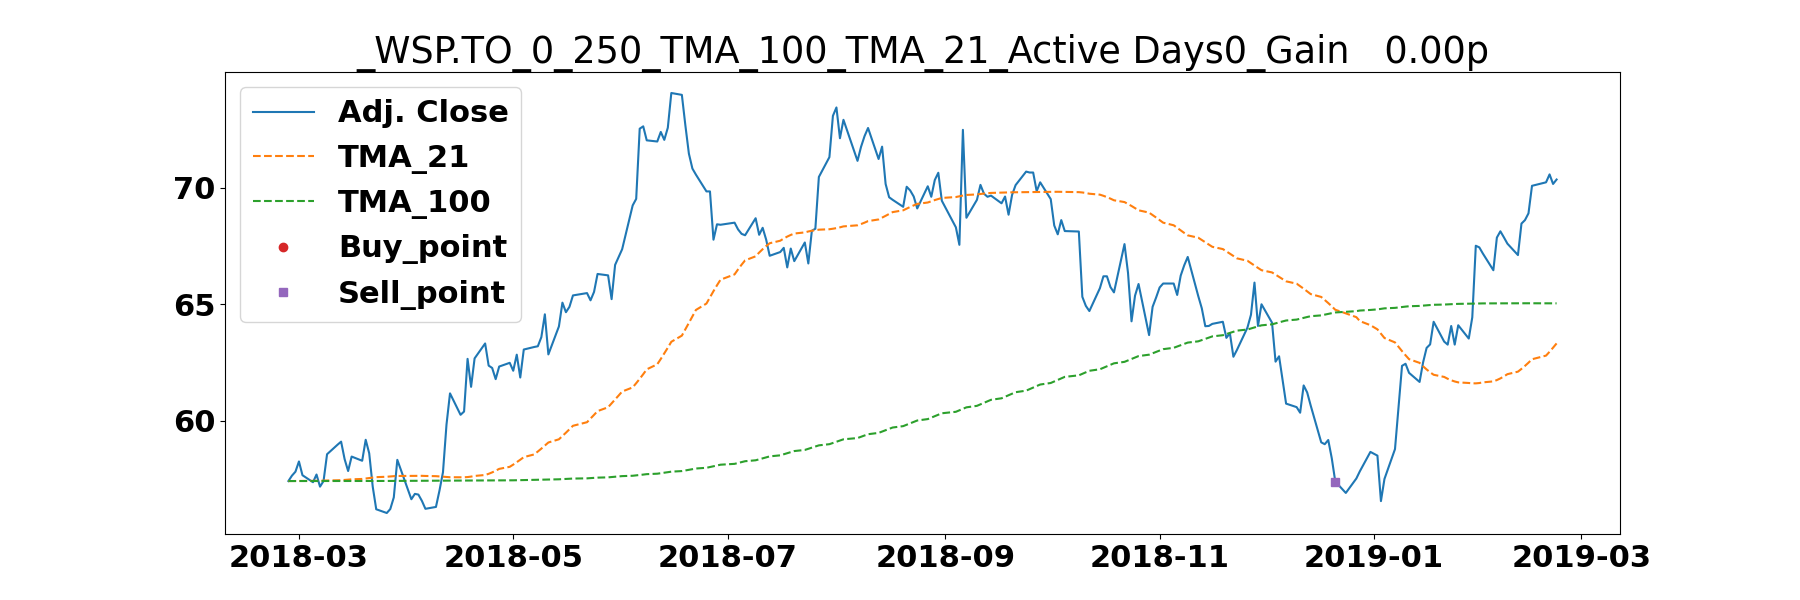 _WSP.TO_0_250_TMA_100_TMA_21_Active Days0_Gain   0.00p
Adj. Close
TMA_21
TMA_100
Buy_point
Sell_point
70
65
60
2018-03 2018-05 2018-07 2018-09 2018-11 2019-01 2019-03